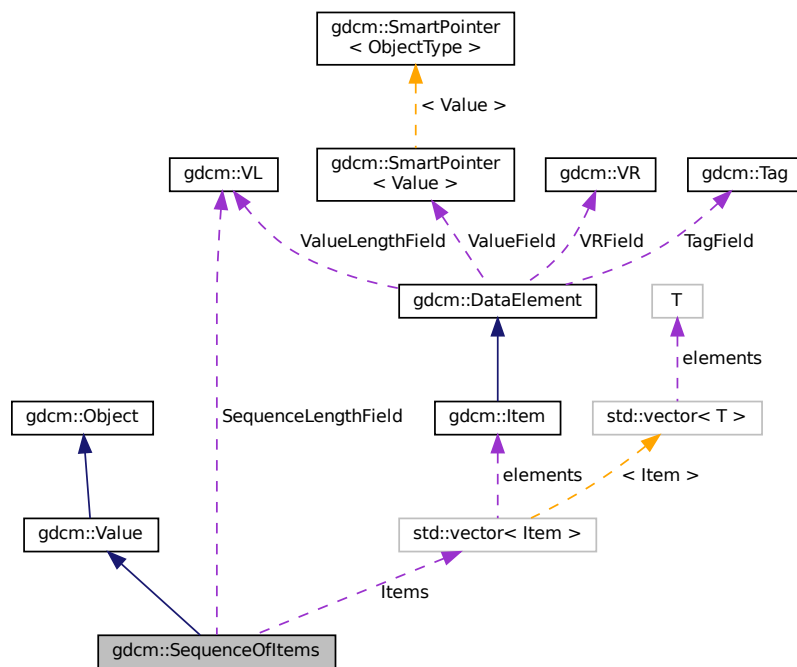 gdcm::SmartPointer
< ObjectType >
< Value >
gdcm::VL
gdcm::SmartPointer
< Value >
gdcm::VR
gdcm::Tag
ValueLengthField
ValueField
VRField
TagField
gdcm::DataElement
T
elements
gdcm::Object
SequenceLengthField
gdcm::Item
std::vector< T >
elements
< Item >
gdcm::Value
std::vector< Item >
Items
gdcm::SequenceOfItems